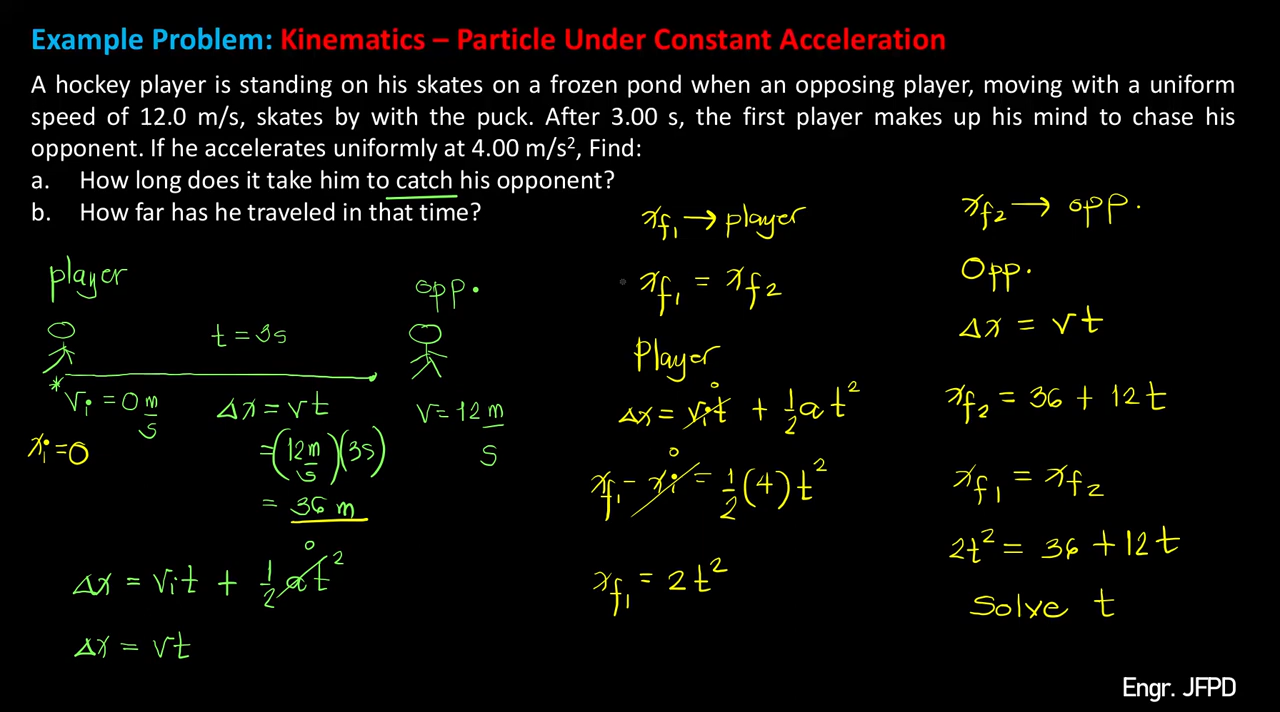 Example Problem: Kinematics – Particle Under Constant Acceleration
A hockey player is standing on his skates on a frozen pond when an opposing player, moving with a uniform
speed of 12.0 m/s, skates by with the puck. After 3.00 s, the first player makes up his mind to chase his
opponent. If he accelerates uniformly at 4.00 m/s², Find:
a. How long does it take him to catch his opponent?
b. How far has he traveled in that time?
player
opp.
t = 3s
Vi = 0 m/s
Δx = vt
V = 12 m/s
xi = 0
= (12 m/s)(3s)
= 36 m
0
Δx = Vit + 1/2 at²
Δx = vt
xf1 → player
xf1 = xf2
Player
0
Δx = Vit + 1/2 at²
0
xf1 - xi = 1/2 (4) t²
xf1 = 2t²
xf2 → opp.
Opp.
Δx = vt
xf2 = 36 + 12t
xf1 = xf2
2t² = 36 + 12t
Solve t
Engr. JFPD